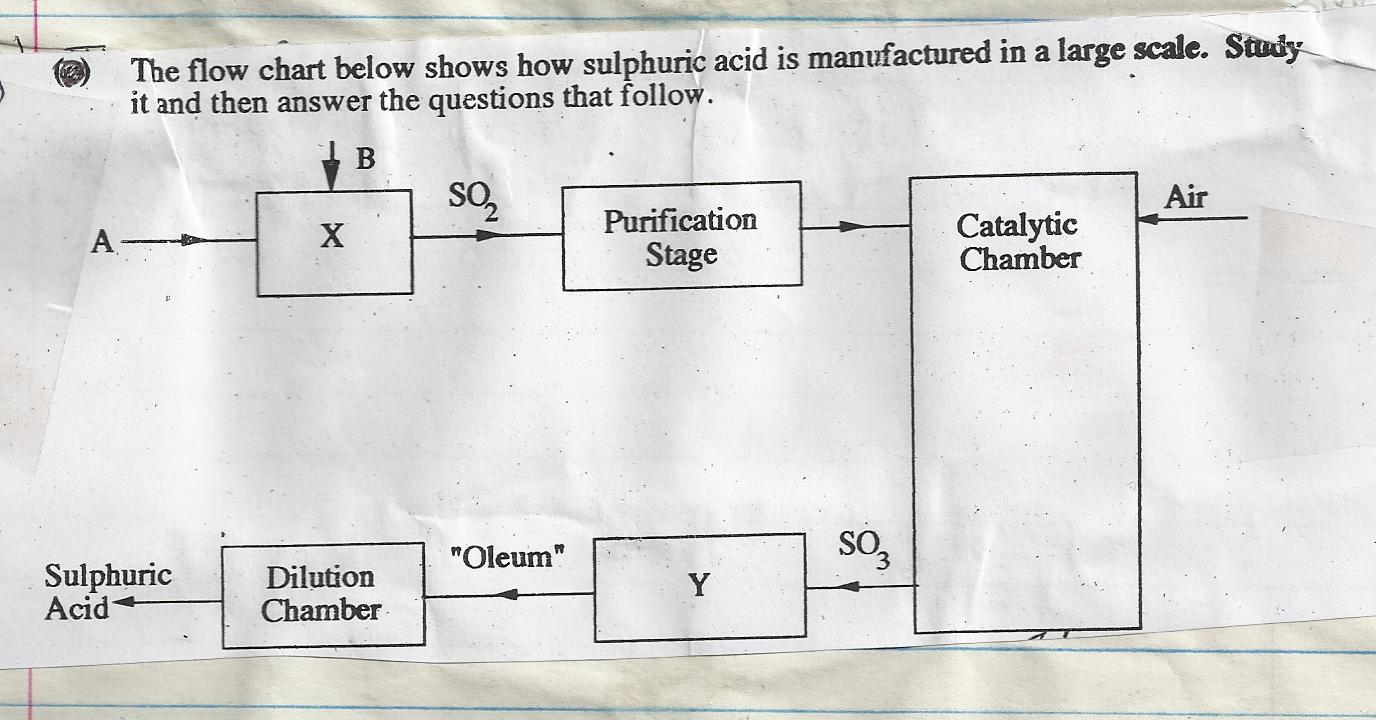 The flow chart below shows how sulphuric acid is manufactured in a large scale. Study
it and then answer the questions that follow.
B
A
X
SO₂
Purification
Stage
Catalytic
Chamber
Air
SO₃
Y
"Oleum"
Dilution
Chamber
Sulphuric
Acid